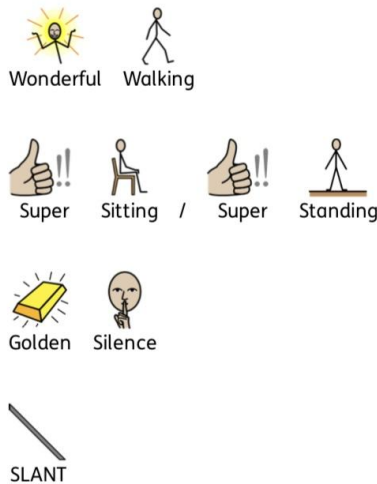 Wonderful Walking
Super Sitting / Super Standing
Golden Silence
SLANT